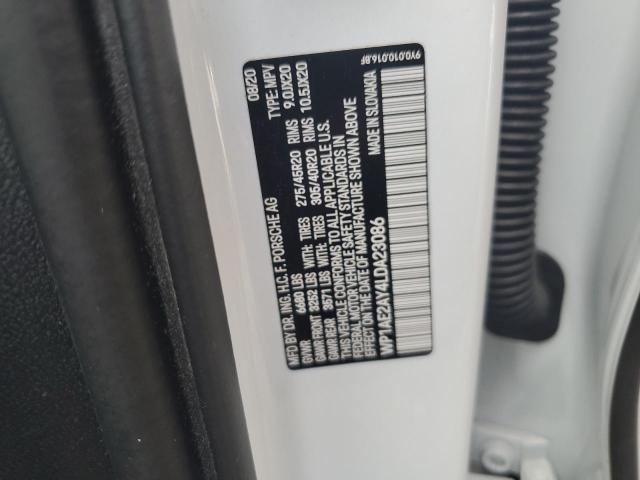 MFD BY DR. ING. H.C. F. PORSCHE AG 08/20
GVWR 6680 LBS TYPE: MPV
GAWR FRONT 3252 LBS WITH: TIRES 275/45R20 RIMS 9.0JX20
GAWR REAR 3571 LBS WITH: TIRES 305/40R20 RIMS 10.5JX20
THIS VEHICLE CONFORMS TO ALL APPLICABLE U.S.
FEDERAL MOTOR VEHICLE SAFETY STANDARDS IN
EFFECT ON THE DATE OF MANUFACTURE SHOWN ABOVE
WP1AE2AY4LDA23086 MADE IN SLOVAKIA
9Y0.010.016.BF